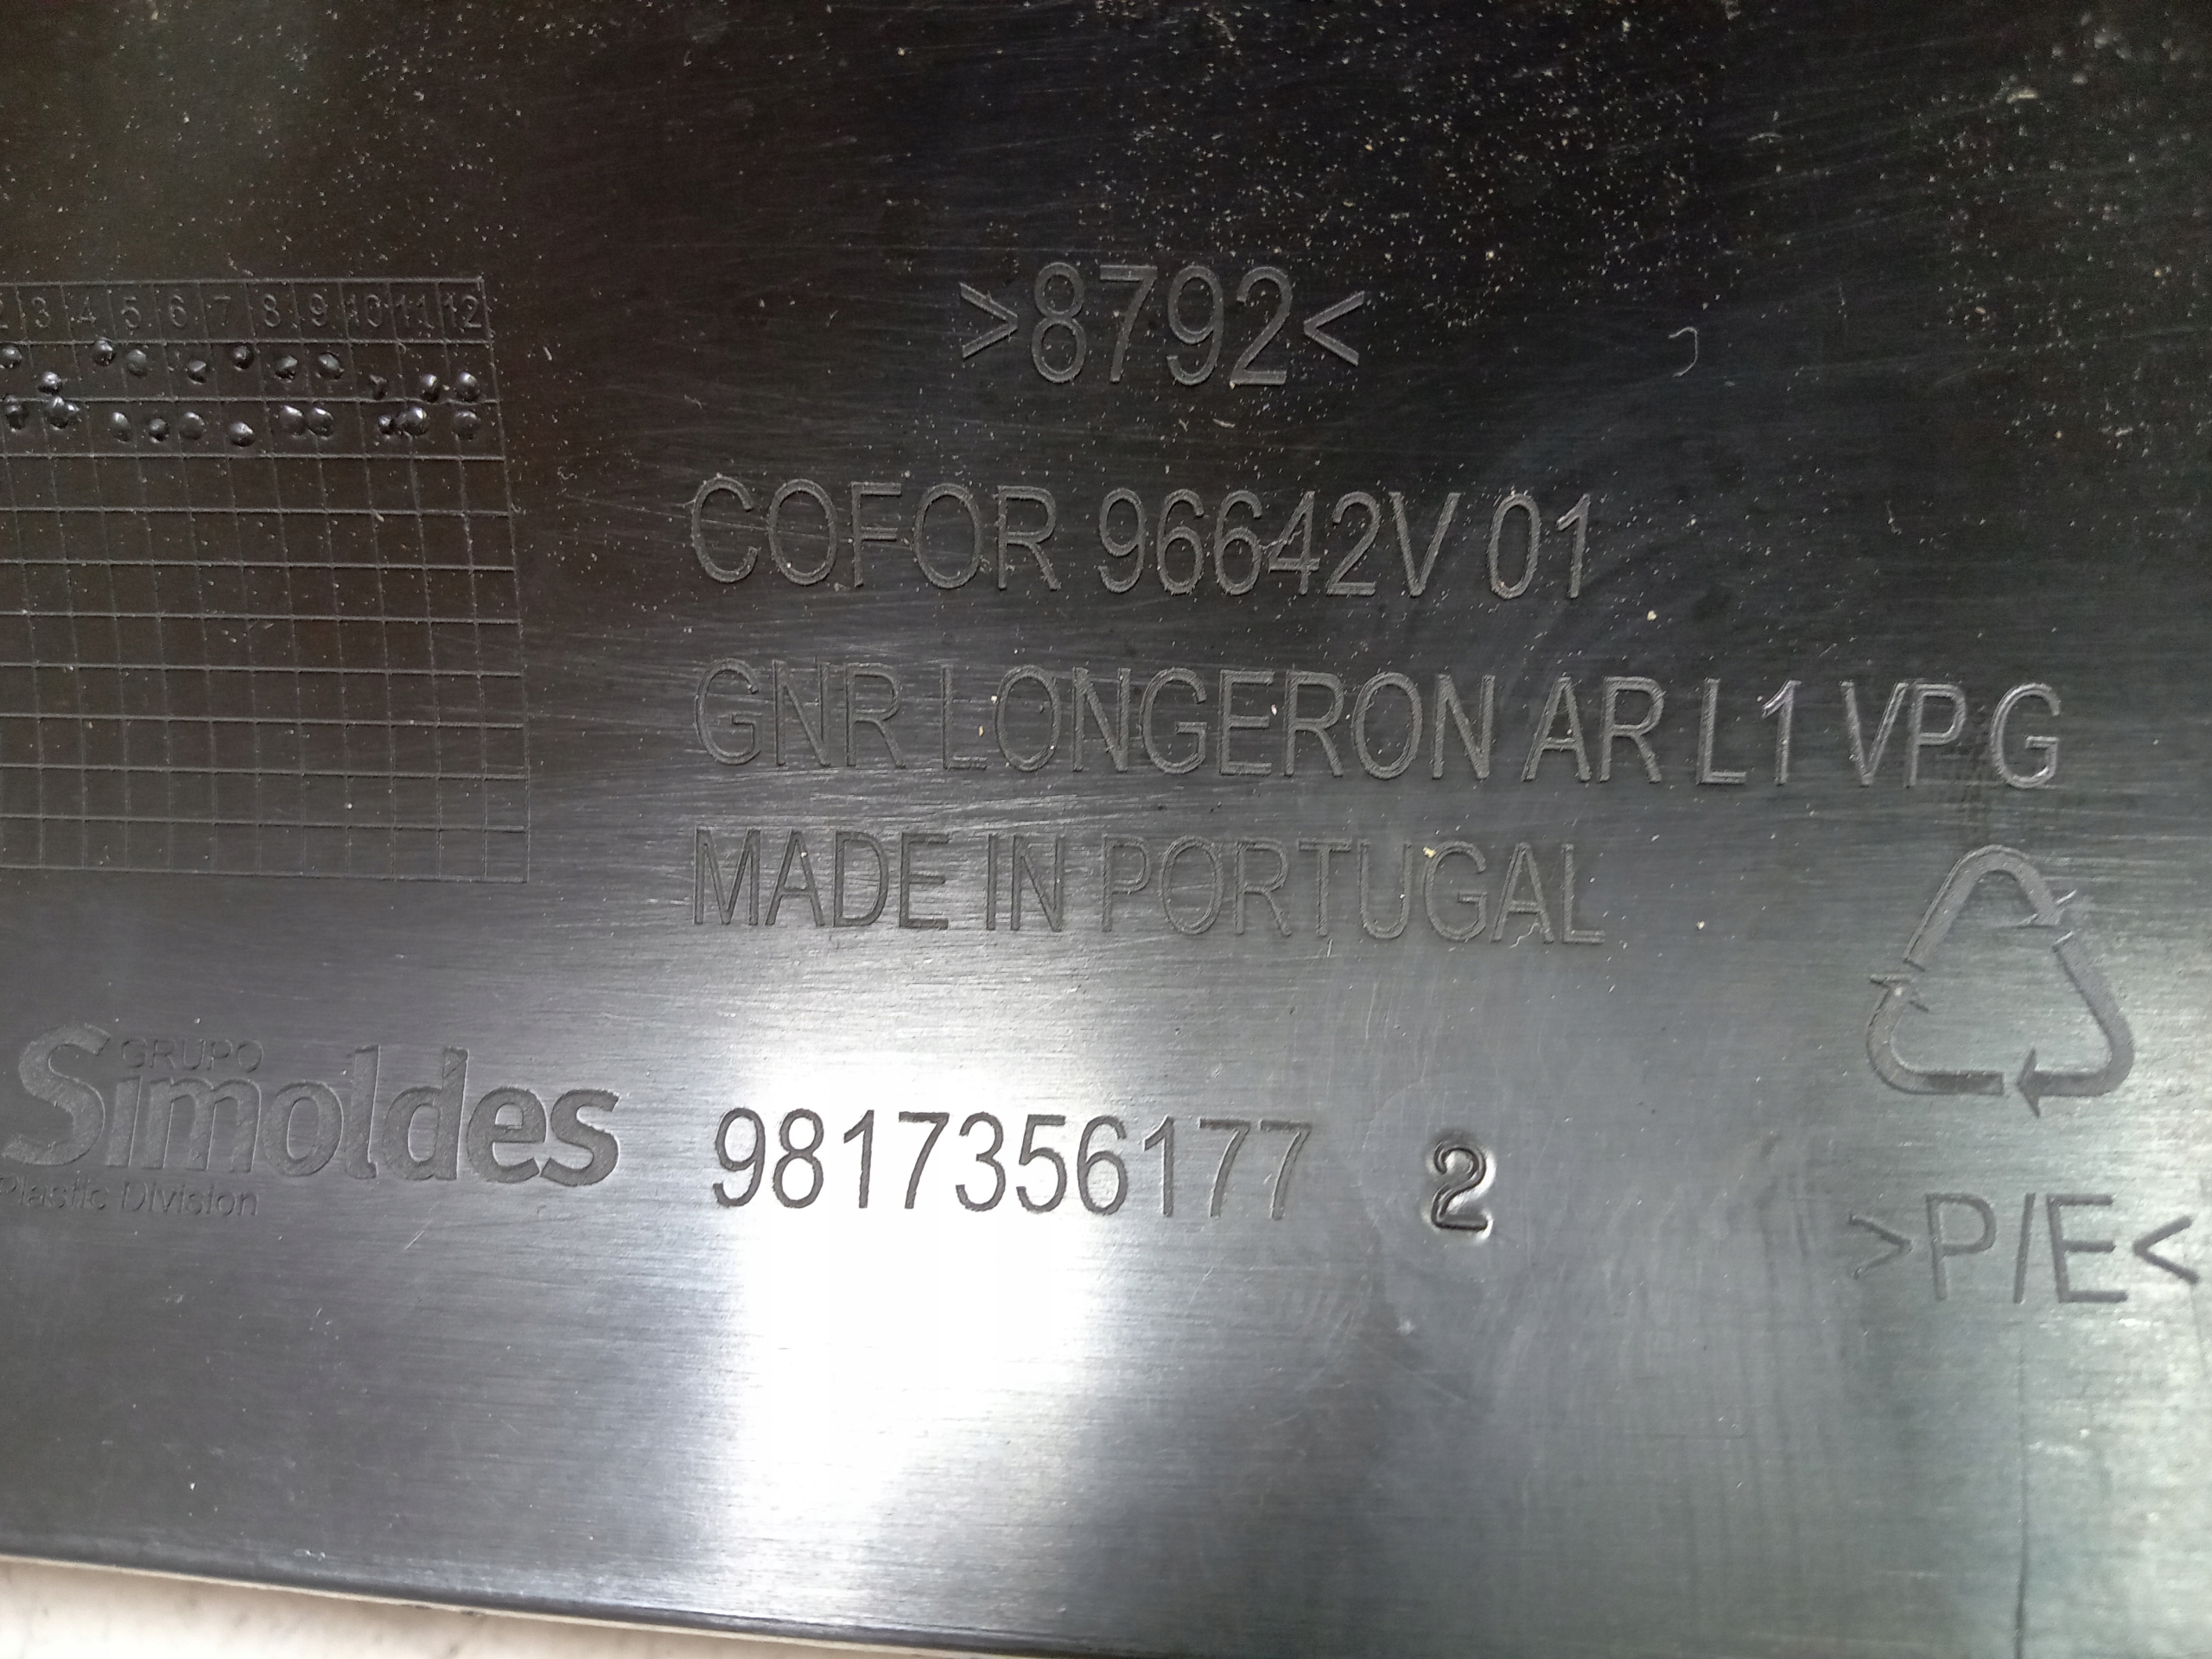 >8792<
2 3 4 5 6 7 8 9 10 11 12
COFOR 96642V 01
GNR LONGERON AR L1 VP G
MADE IN PORTUGAL
GRUPO
Simoldes
Plastic Division
9817356177 2
>P/E<